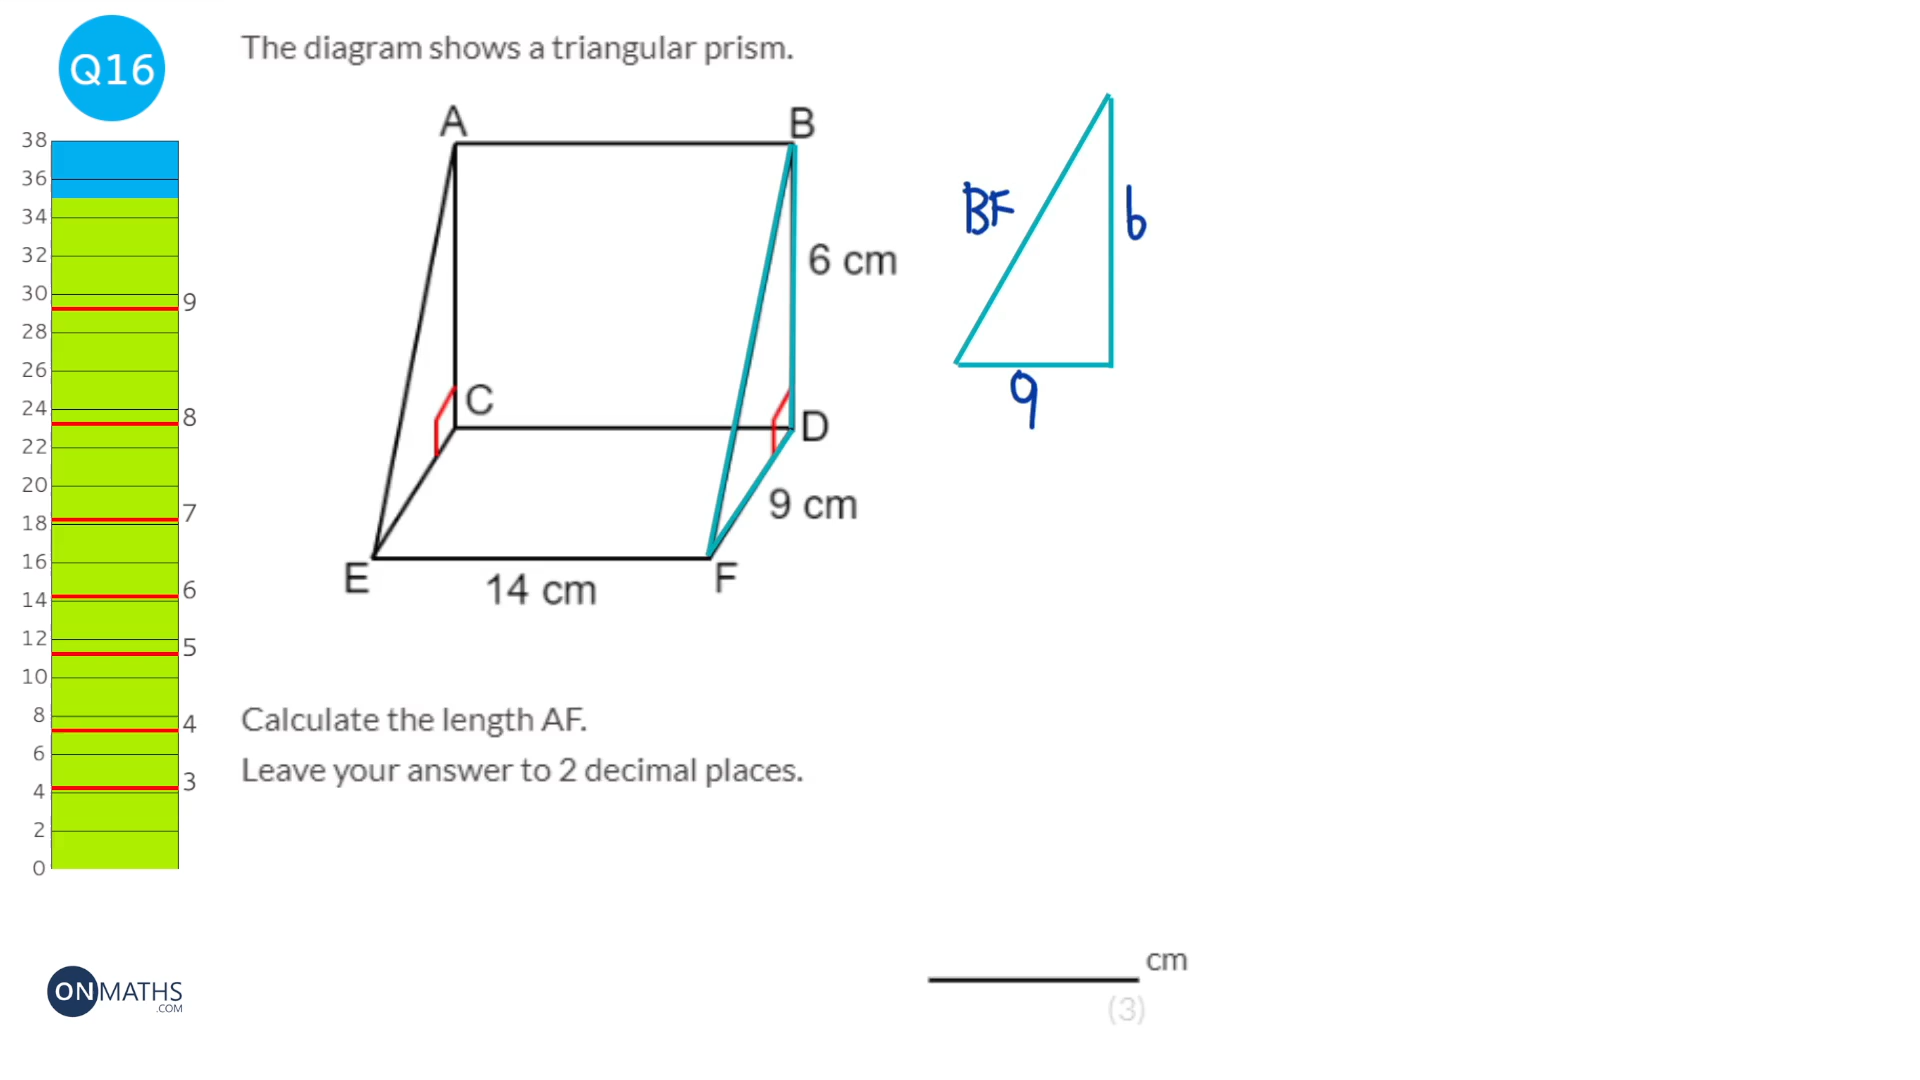 Q16
The diagram shows a triangular prism.
A
B
BF
6
6 cm
9
C
D
9 cm
E
F
14 cm
38
36
34
32
30
28
26
24
22
20
18
16
14
12
10
8
6
4
2
0
9
8
7
6
5
4
3
Calculate the length AF.
Leave your answer to 2 decimal places.
cm
(3)
ONMATHS
.COM